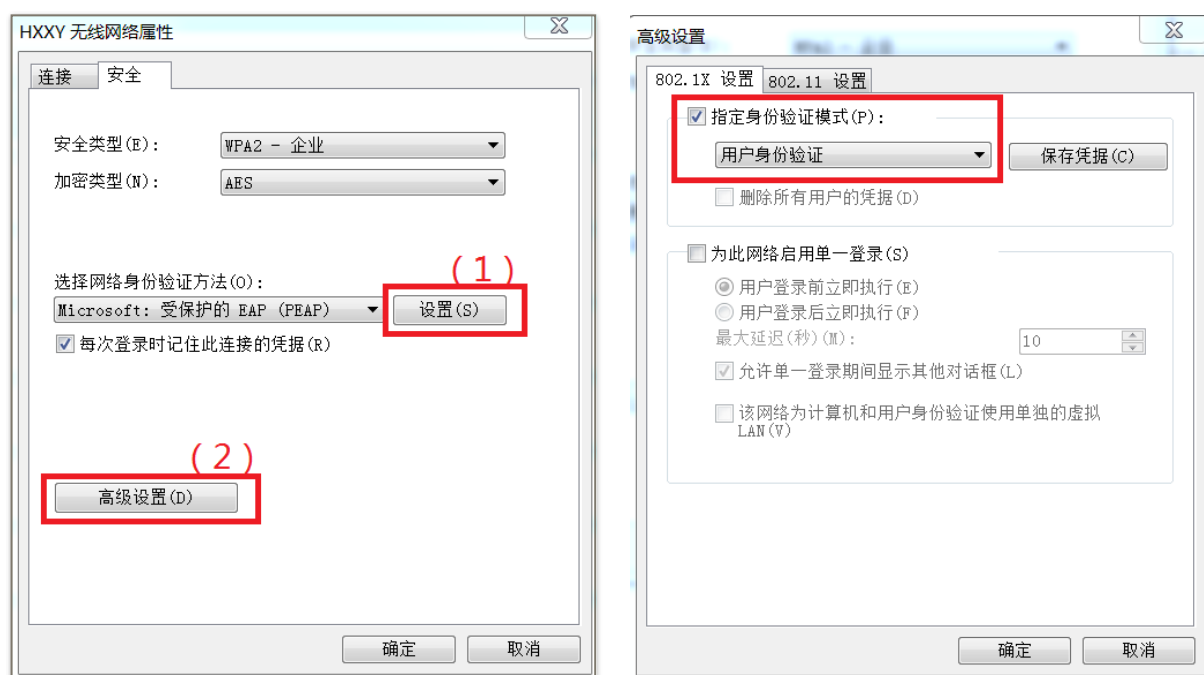 HXXY 无线网络属性
连接 安全
安全类型(E): WPA2 - 企业
加密类型(N): AES
(1)
选择网络身份验证方法(O):
Microsoft: 受保护的 EAP (PEAP) 设置(S)
每次登录时记住此连接的凭据(R)
(2)
高级设置(D)
确定 取消
高级设置
802.1X 设置 802.11 设置
指定身份验证模式(P):
用户身份验证 保存凭据(C)
删除所有用户的凭据(D)
为此网络启用单一登录(S)
用户登录前立即执行(E)
用户登录后立即执行(F)
最大延迟(秒)(M): 10
允许单一登录期间显示其他对话框(L)
该网络为计算机和用户身份验证使用单独的虚拟
LAN(V)
确定 取消